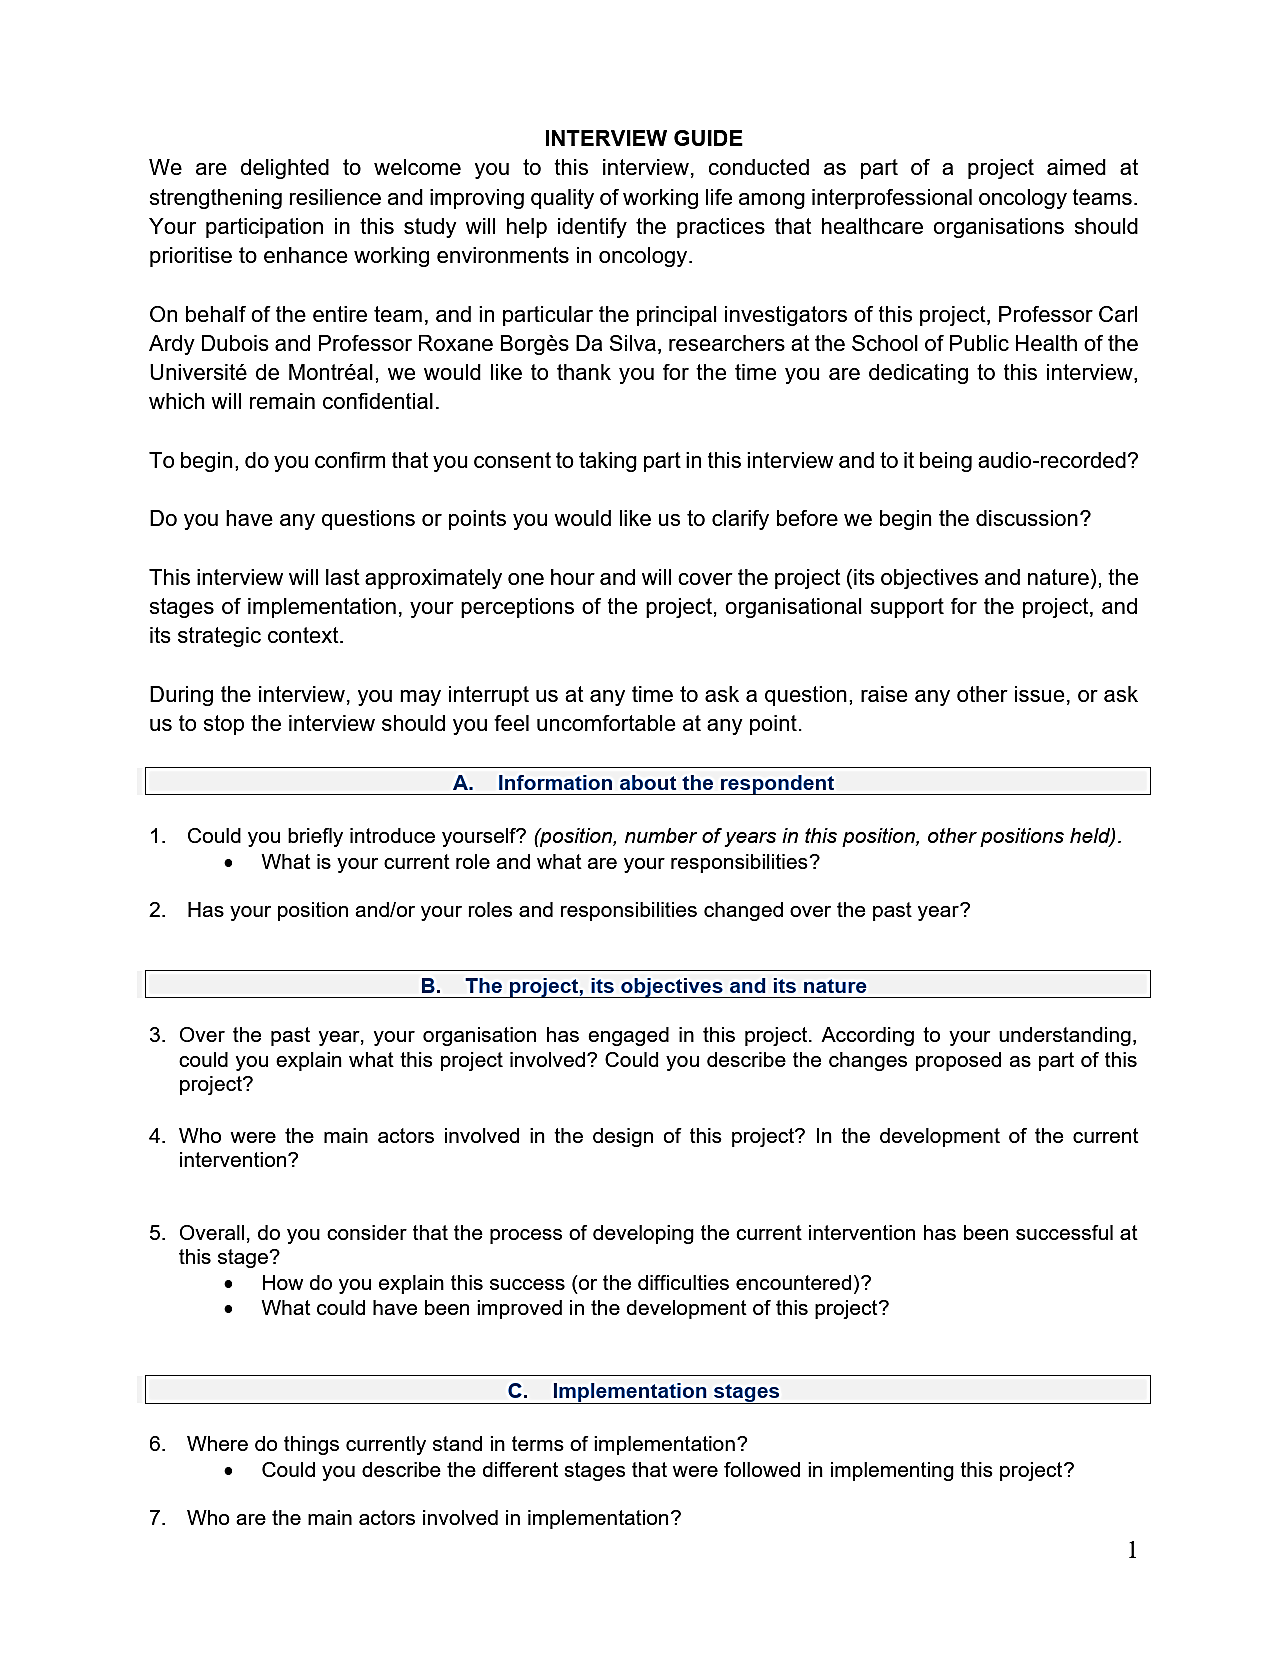 INTERVIEW GUIDE
We are delighted to welcome you to this interview, conducted as part of a project aimed at
strengthening resilience and improving quality of working life among interprofessional oncology teams.
Your participation in this study will help identify the practices that healthcare organisations should
prioritise to enhance working environments in oncology.
On behalf of the entire team, and in particular the principal investigators of this project, Professor Carl
Ardy Dubois and Professor Roxane Borgès Da Silva, researchers at the School of Public Health of the
Université de Montréal, we would like to thank you for the time you are dedicating to this interview,
which will remain confidential.
To begin, do you confirm that you consent to taking part in this interview and to it being audio-recorded?
Do you have any questions or points you would like us to clarify before we begin the discussion?
This interview will last approximately one hour and will cover the project (its objectives and nature), the
stages of implementation, your perceptions of the project, organisational support for the project, and
its strategic context.
During the interview, you may interrupt us at any time to ask a question, raise any other issue, or ask
us to stop the interview should you feel uncomfortable at any point.
A. Information about the respondent
1. Could you briefly introduce yourself? (position, number of years in this position, other positions held).
• What is your current role and what are your responsibilities?
2. Has your position and/or your roles and responsibilities changed over the past year?
B. The project, its objectives and its nature
3. Over the past year, your organisation has engaged in this project. According to your understanding,
could you explain what this project involved? Could you describe the changes proposed as part of this
project?
4. Who were the main actors involved in the design of this project? In the development of the current
intervention?
5. Overall, do you consider that the process of developing the current intervention has been successful at
this stage?
• How do you explain this success (or the difficulties encountered)?
• What could have been improved in the development of this project?
C. Implementation stages
6. Where do things currently stand in terms of implementation?
• Could you describe the different stages that were followed in implementing this project?
7. Who are the main actors involved in implementation?
1